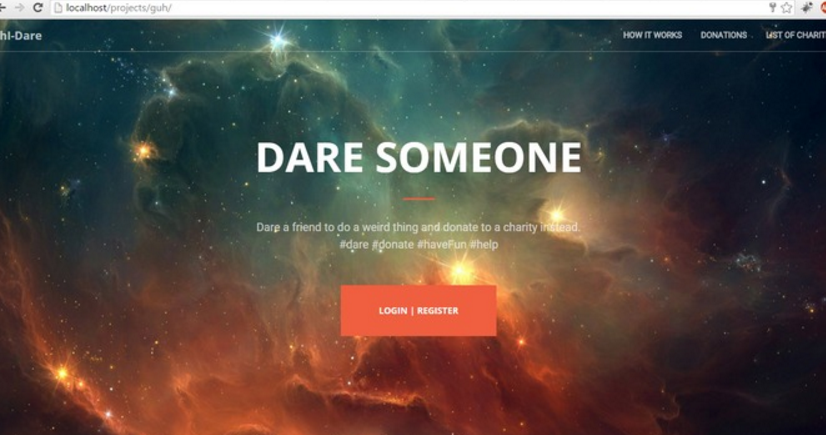 localhost/projects/guh/
hl-Dare
HOW IT WORKS DONATIONS LIST OF CHARIT
DARE SOMEONE
Dare a friend to do a weird thing and donate to a charity instead.
#dare #donate #haveFun #help
LOGIN | REGISTER